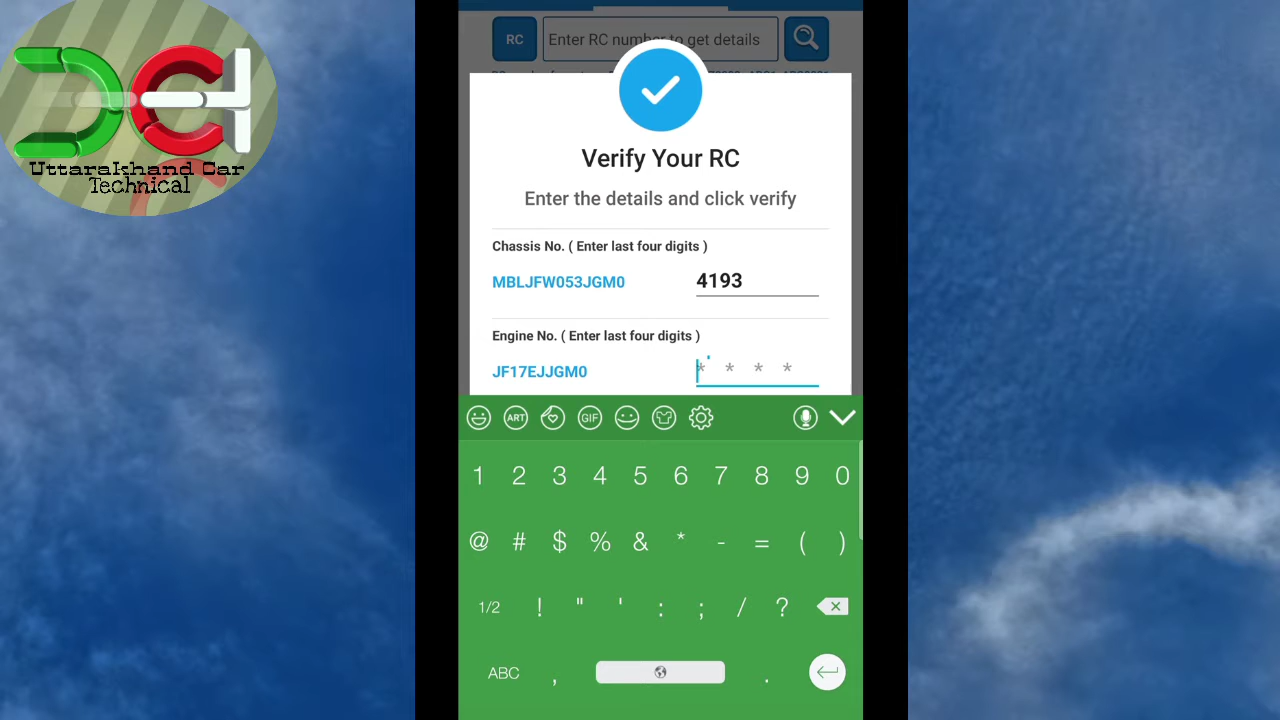 Uttarakhand Car
Technical
RC
Enter RC number to get details
Verify Your RC
Enter the details and click verify
Chassis No. ( Enter last four digits )
MBLJFW053JGM0 4193
Engine No. ( Enter last four digits )
JF17EJJGM0 * * * *
ART GIF
1 2 3 4 5 6 7 8 9 0
@ # $ % & * - = ( )
1/2 ! " ' : ; / ?
ABC , .